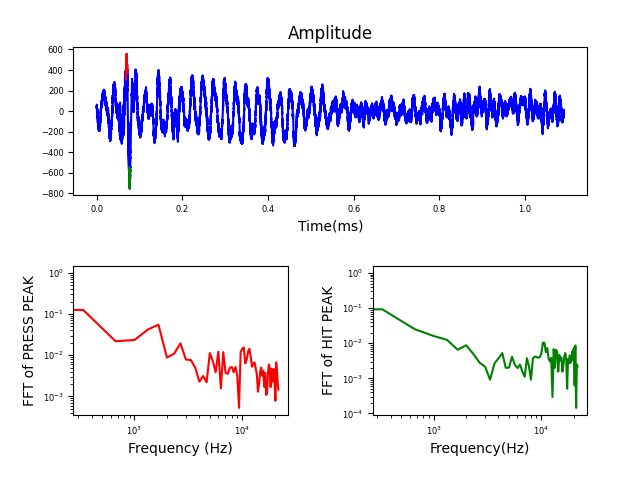 Amplitude
600
400
200
0
−200
−400
−600
−800
0.0 0.2 0.4 0.6 0.8 1.0
Time(ms)
FFT of PRESS PEAK
10⁰
10⁻¹
10⁻²
10⁻³
10³ 10⁴
Frequency (Hz)
FFT of HIT PEAK
10⁰
10⁻¹
10⁻²
10⁻³
10⁻⁴
10³ 10⁴
Frequency(Hz)